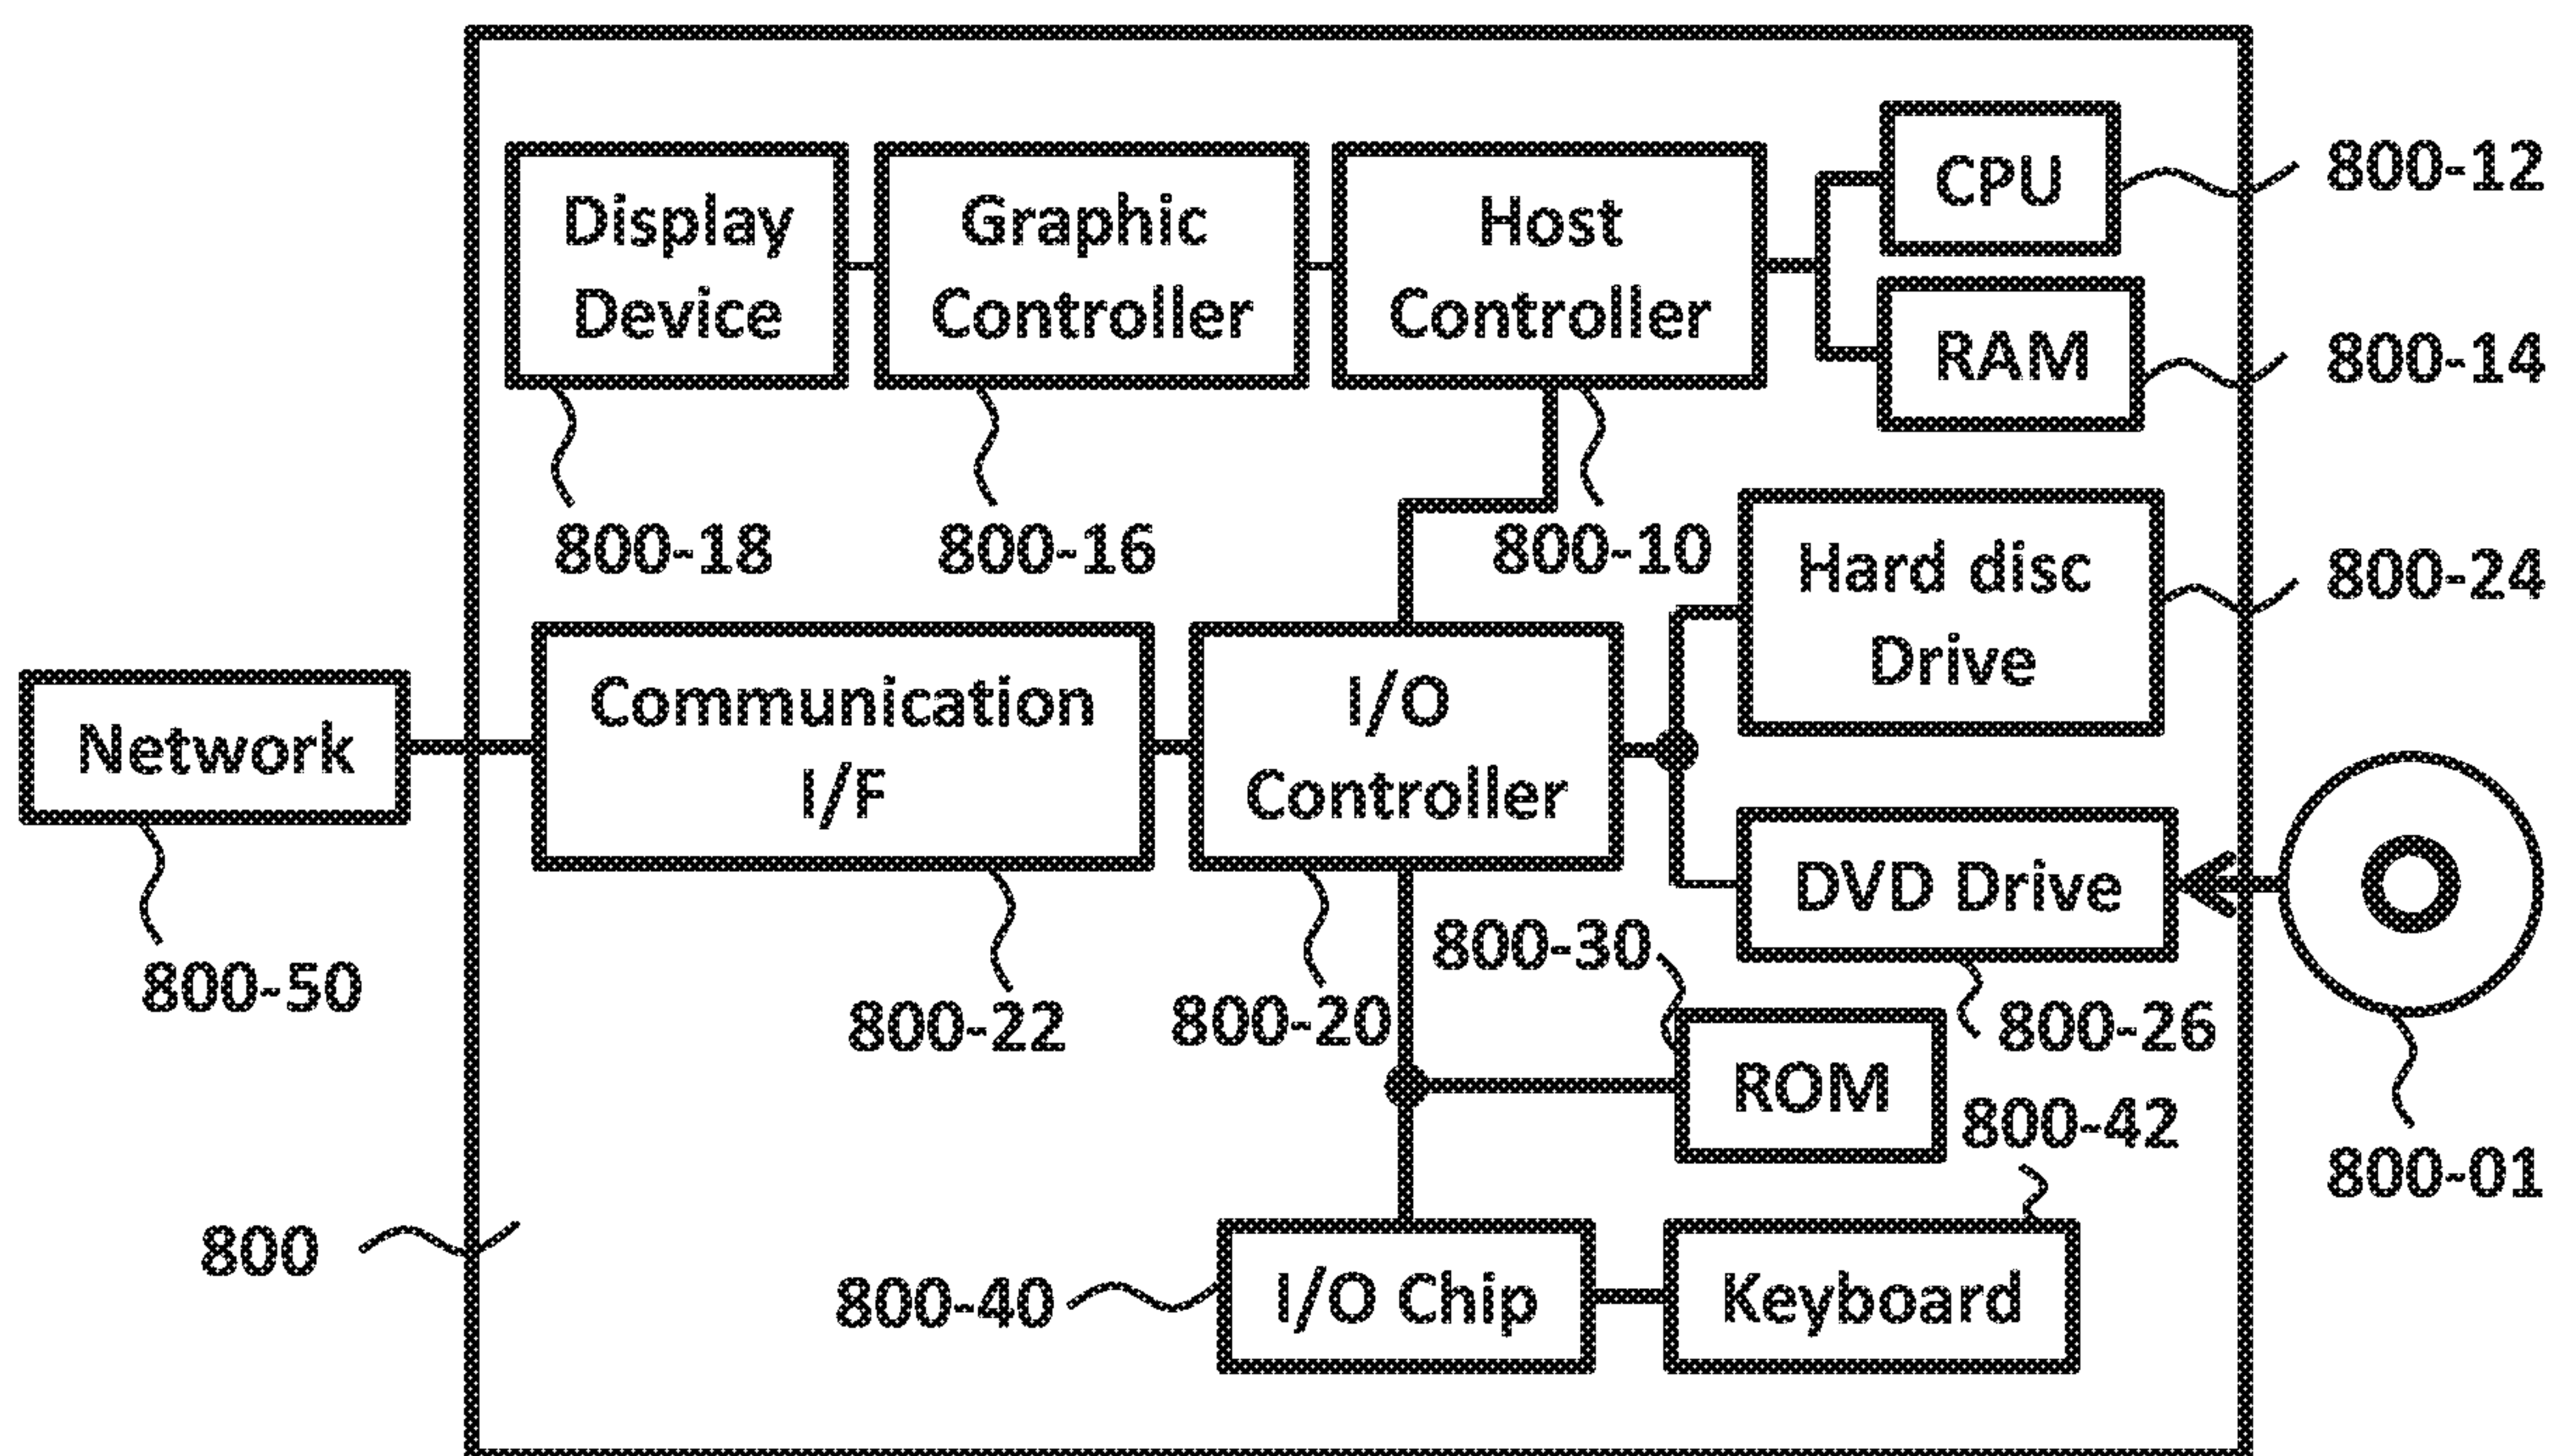 CPU
800-12
Display
Device
Graphic
Controller
Host
Controller
RAM
800-14
800-18
800-16
800-10
Hard disc
Drive
800-24
Network
Communication
I/F
I/O
Controller
DVD Drive
800-50
800-22
800-20
800-30
800-26
ROM
800-42
800-01
800
800-40
I/O Chip
Keyboard